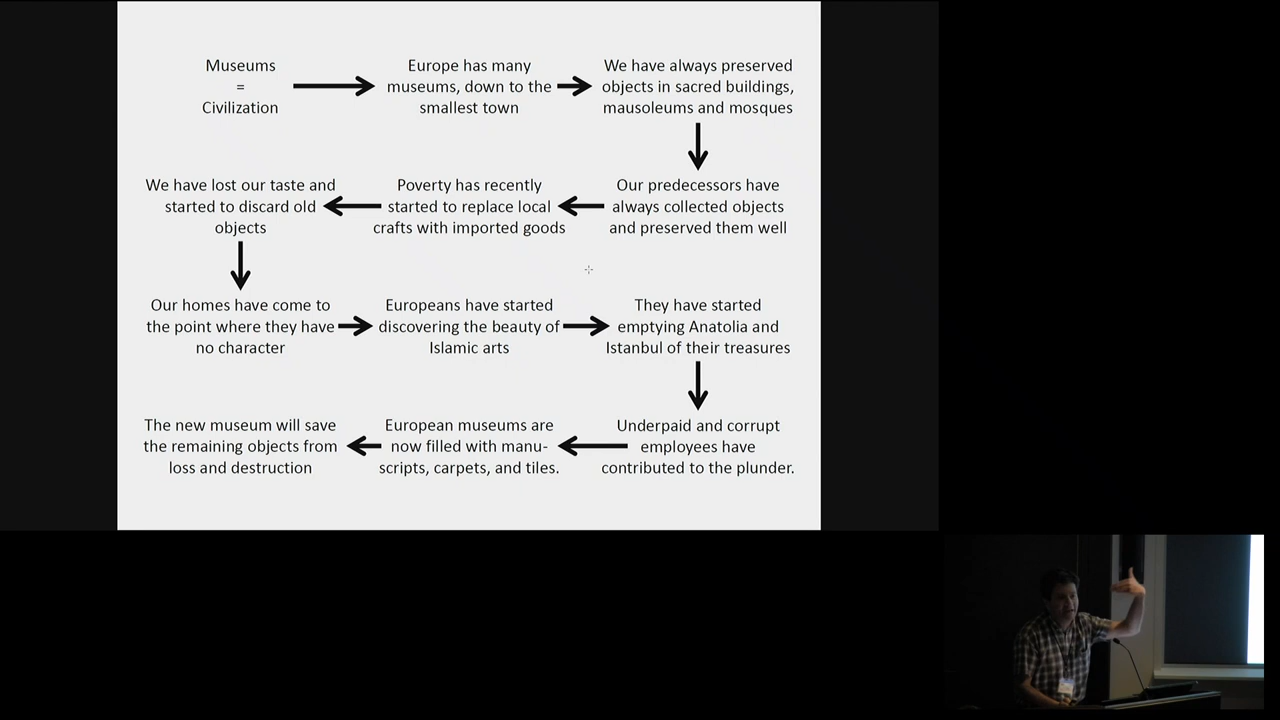 Museums
=
Civilization
Europe has many
museums, down to the
smallest town
We have always preserved
objects in sacred buildings,
mausoleums and mosques
Our predecessors have
always collected objects
and preserved them well
Poverty has recently
started to replace local
crafts with imported goods
We have lost our taste and
started to discard old
objects
Our homes have come to
the point where they have
no character
Europeans have started
discovering the beauty of
Islamic arts
They have started
emptying Anatolia and
Istanbul of their treasures
Underpaid and corrupt
employees have
contributed to the plunder.
European museums are
now filled with manu-
scripts, carpets, and tiles.
The new museum will save
the remaining objects from
loss and destruction